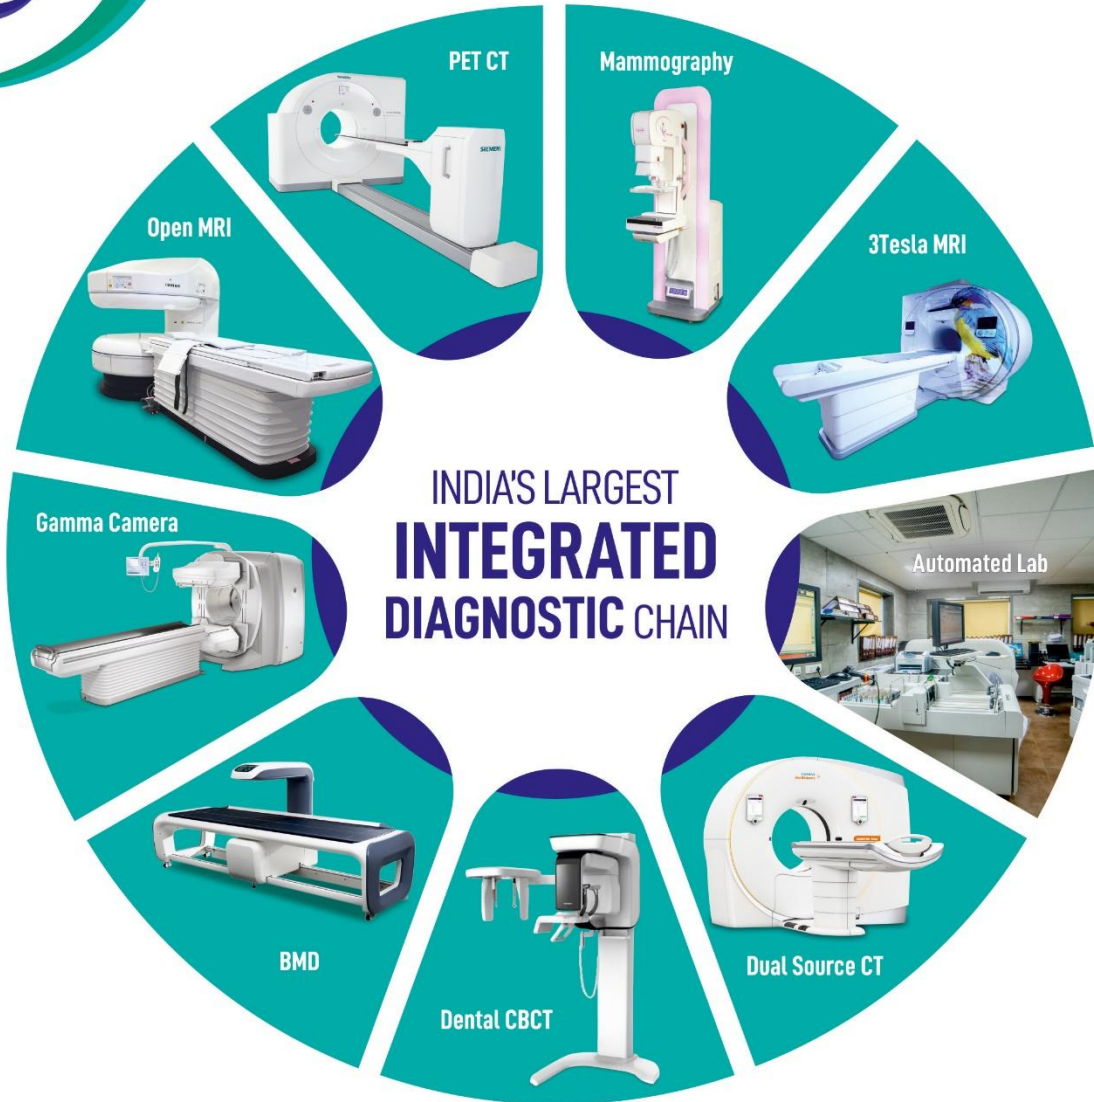 PET CT
Mammography
Open MRI
3Tesla MRI
Gamma Camera
INDIA'S LARGEST
INTEGRATED
DIAGNOSTIC CHAIN
Automated Lab
BMD
Dental CBCT
Dual Source CT
SIEMENS